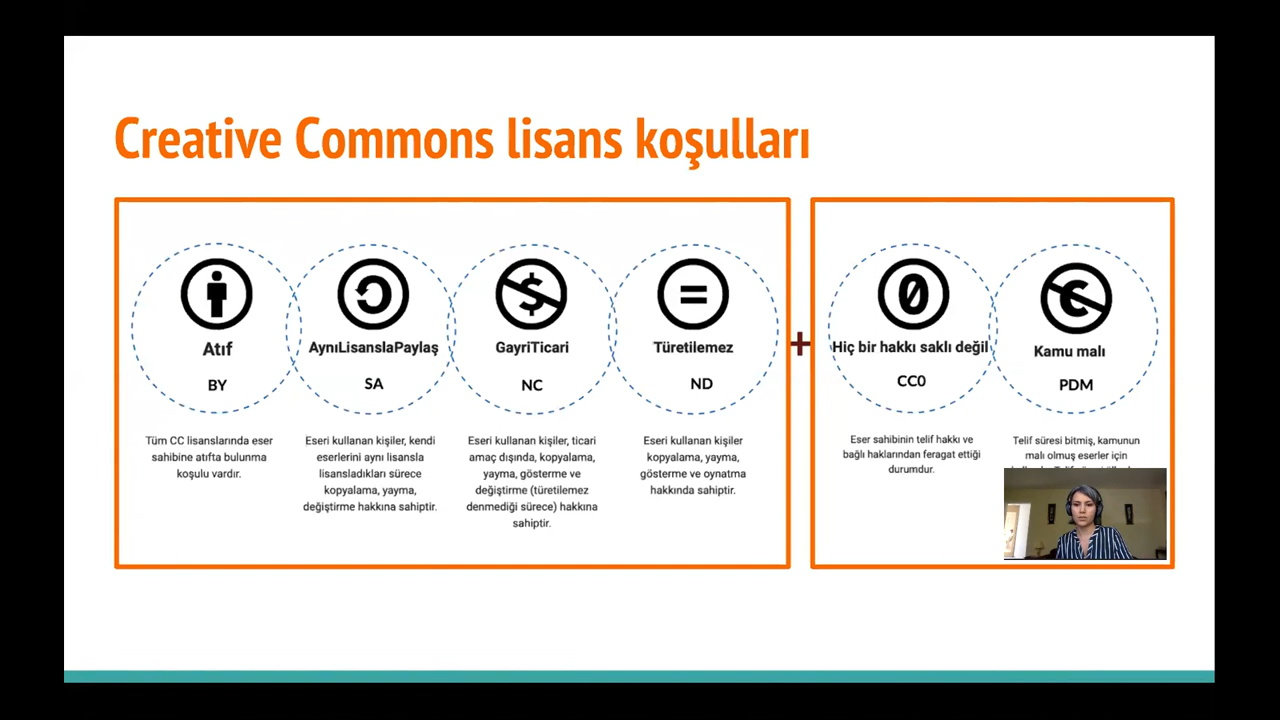 Creative Commons lisans koşulları
Atıf
BY
Tüm CC lisanslarında eser
sahibine atıfta bulunma
koşulu vardır.
AynıLisanslaPaylaş
SA
Eseri kullanan kişiler, kendi
eserlerini aynı lisansla
lisansladıkları sürece
kopyalama, yayma,
değiştirme hakkına sahiptir.
GayriTicari
NC
Eseri kullanan kişiler, ticari
amaç dışında, kopyalama,
yayma, gösterme ve
değiştirme (türetilemez
denmediği sürece) hakkına
sahiptir.
Türetilemez
ND
Eseri kullanan kişiler
kopyalama, yayma,
gösterme ve oynatma
hakkında sahiptir.
+
Hiç bir hakkı saklı değil
CC0
Eser sahibinin telif hakkı ve
bağlı haklarından feragat ettiği
durumdur.
Kamu malı
PDM
Telif süresi bitmiş, kamunun
malı olmuş eserler için